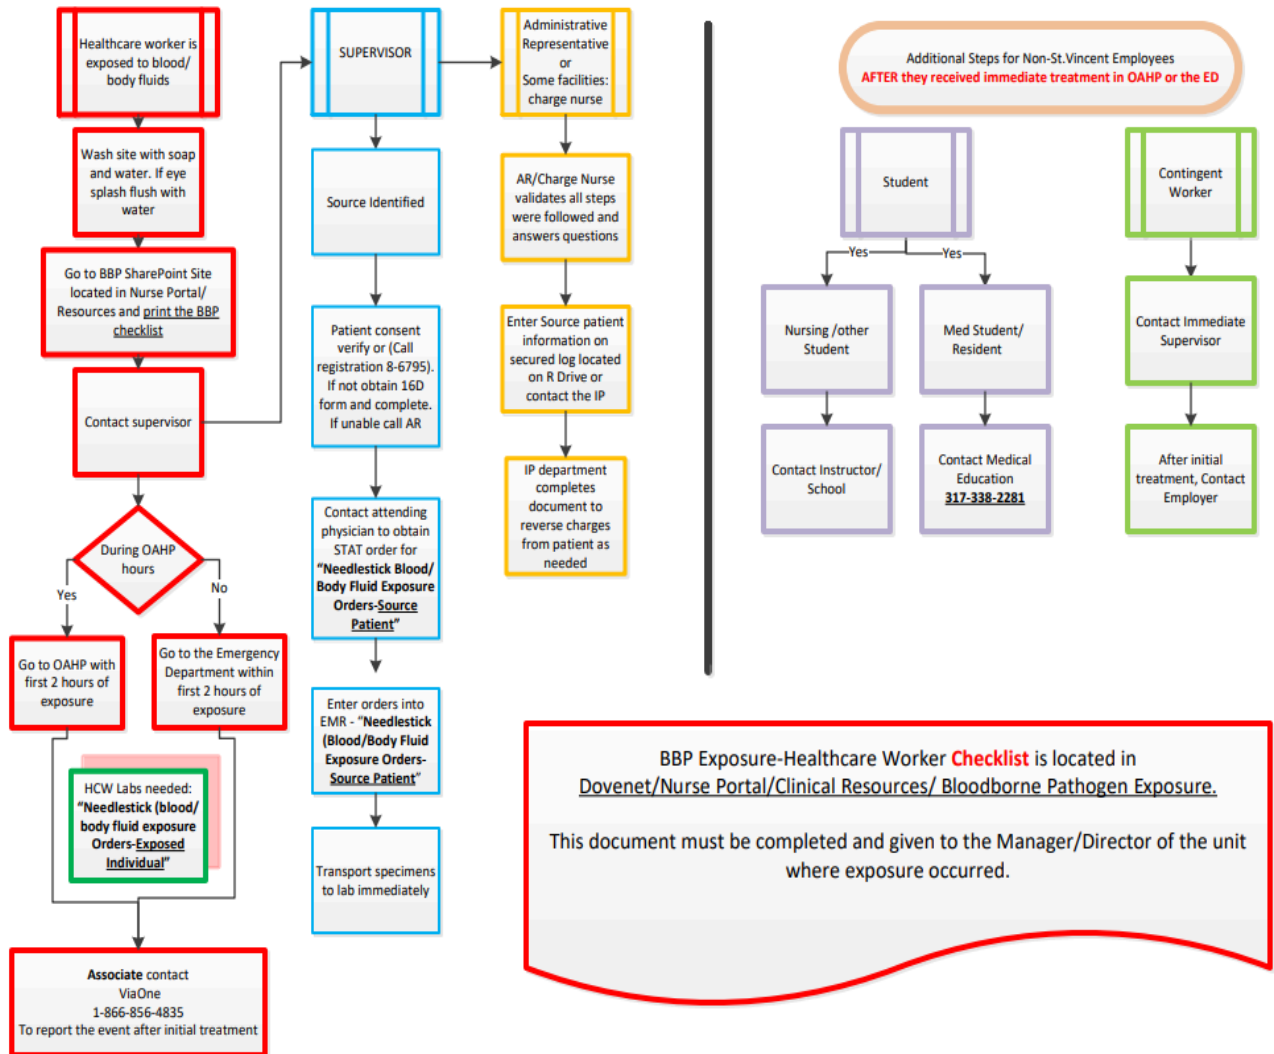 Healthcare worker is
exposed to blood/
body fluids
Wash site with soap
and water. If eye
splash flush with
water
Go to BBP SharePoint Site
located in Nurse Portal/
Resources and print the BBP
checklist
Contact supervisor
During OAHP
hours
Yes
No
Go to OAHP with
first 2 hours of
exposure
Go to the Emergency
Department within
first 2 hours of
exposure
HCW Labs needed:
“Needlestick (blood/
body fluid exposure
Orders-Exposed
Individual”
Associate contact
ViaOne
1-866-856-4835
To report the event after initial treatment
SUPERVISOR
Source Identified
Patient consent
verify or (Call
registration 8-6795).
If not obtain 16D
form and complete.
If unable call AR
Contact attending
physician to obtain
STAT order for
“Needlestick Blood/
Body Fluid Exposure
Orders-Source
Patient”
Enter orders into
EMR - “Needlestick
(Blood/Body Fluid
Exposure Orders-
Source Patient”
Transport specimens
to lab immediately
Administrative
Representative
or
Some facilities:
charge nurse
AR/Charge Nurse
validates all steps
were followed and
answers questions
Enter Source patient
information on
secured log located
on R Drive or
contact the IP
IP department
completes
document to
reverse charges
from patient as
needed
Additional Steps for Non-St.Vincent Employees
AFTER they received immediate treatment in OAHP or the ED
Student
Yes
Yes
Nursing /other
Student
Med Student/
Resident
Contact Instructor/
School
Contact Medical
Education
317-338-2281
Contingent
Worker
Contact Immediate
Supervisor
After initial
treatment, Contact
Employer
BBP Exposure-Healthcare Worker Checklist is located in
Dovenet/Nurse Portal/Clinical Resources/ Bloodborne Pathogen Exposure.
This document must be completed and given to the Manager/Director of the unit
where exposure occurred.